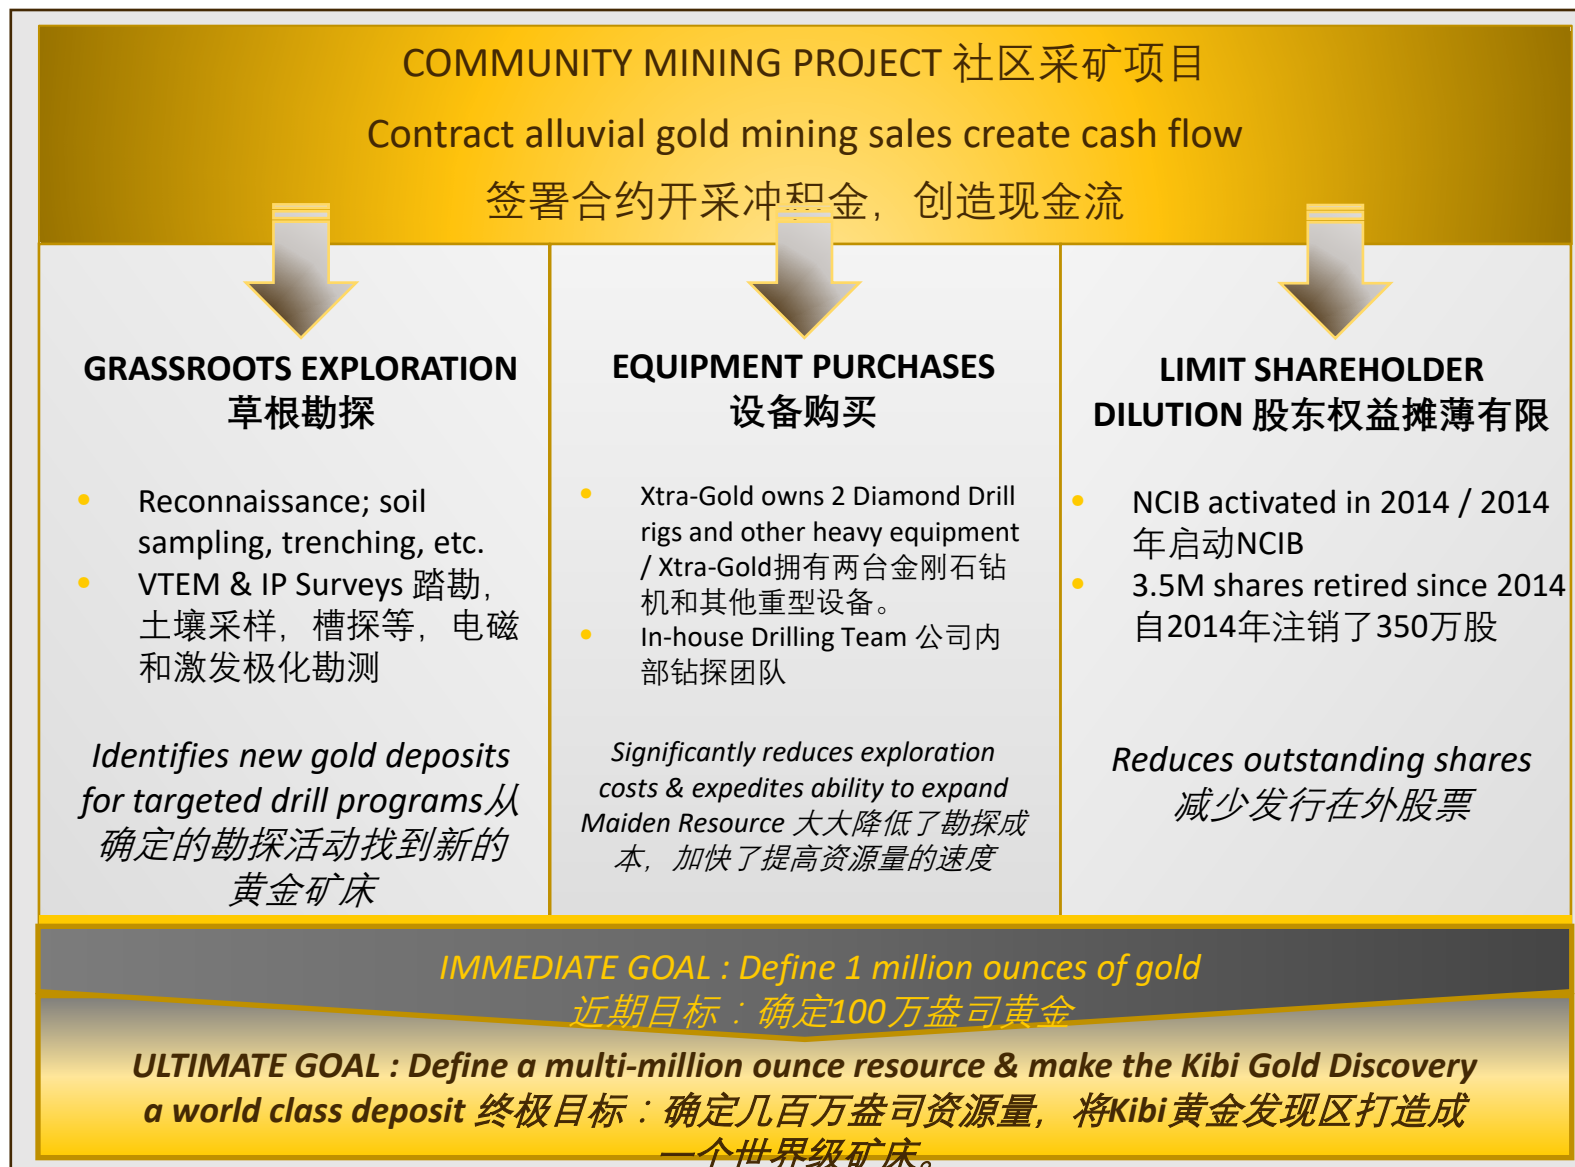 COMMUNITY MINING PROJECT 社区采矿项目
Contract alluvial gold mining sales create cash flow
签署合约开采冲积金，创造现金流
GRASSROOTS EXPLORATION
草根勘探
• Reconnaissance; soil
sampling, trenching, etc.
• VTEM & IP Surveys 踏勘，
土壤采样，槽探等，电磁
和激发极化勘测
Identifies new gold deposits
for targeted drill programs从
确定的勘探活动找到新的
黄金矿床
EQUIPMENT PURCHASES
设备购买
• Xtra-Gold owns 2 Diamond Drill
rigs and other heavy equipment
/ Xtra-Gold拥有两台金刚石钻
机和其他重型设备。
• In-house Drilling Team 公司内
部钻探团队
Significantly reduces exploration
costs & expedites ability to expand
Maiden Resource 大大降低了勘探成
本，加快了提高资源量的速度
LIMIT SHAREHOLDER
DILUTION 股东权益摊薄有限
• NCIB activated in 2014 / 2014
年启动NCIB
• 3.5M shares retired since 2014
自2014年注销了350万股
Reduces outstanding shares
减少发行在外股票
IMMEDIATE GOAL : Define 1 million ounces of gold
近期目标：确定100万盎司黄金
ULTIMATE GOAL : Define a multi-million ounce resource & make the Kibi Gold Discovery
a world class deposit 终极目标：确定几百万盎司资源量，将Kibi黄金发现区打造成
一个世界级矿床。